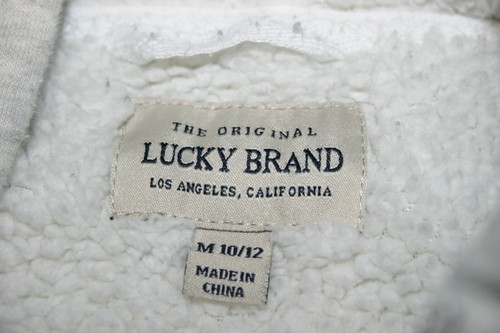 THE ORIGINAL
LUCKY BRAND
LOS ANGELES, CALIFORNIA
M 10/12
MADE IN
CHINA